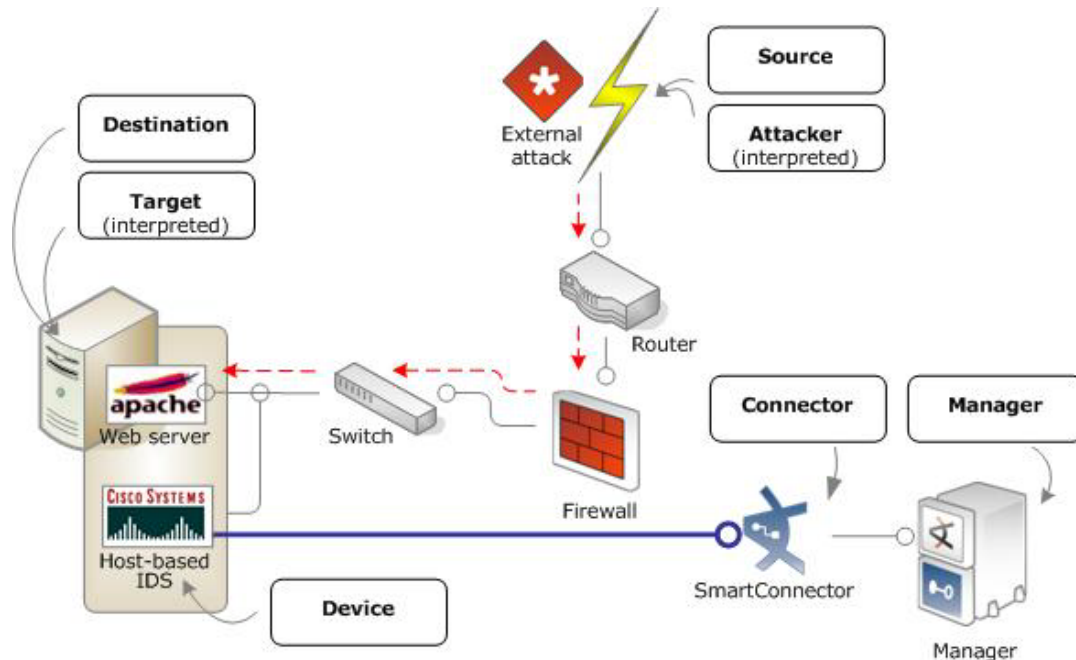 Source
External
attack
Attacker
(interpreted)
Destination
Target
(interpreted)
Router
apache
Web server
Switch
Connector
Manager
CISCO SYSTEMS
Host-based
IDS
Firewall
SmartConnector
Device
Manager